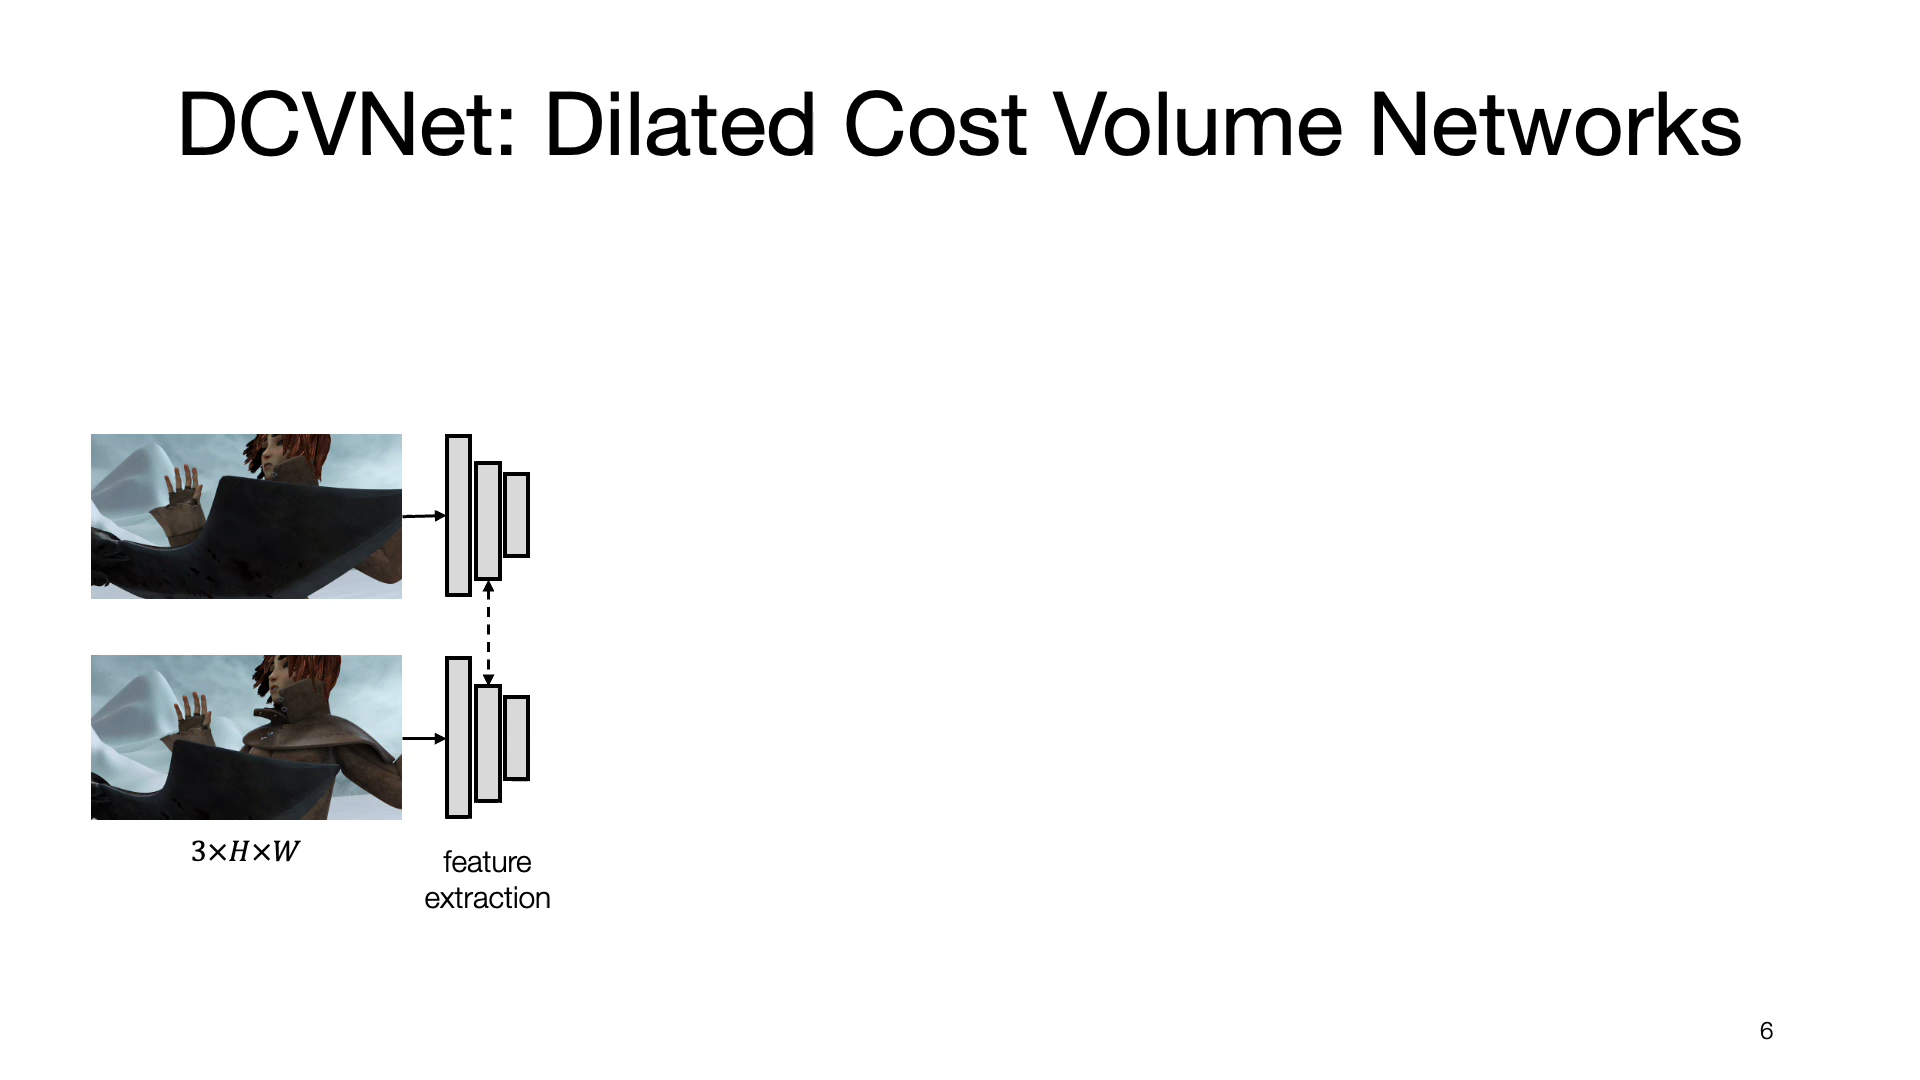 DCVNet: Dilated Cost Volume Networks
3×H×W
feature
extraction
6